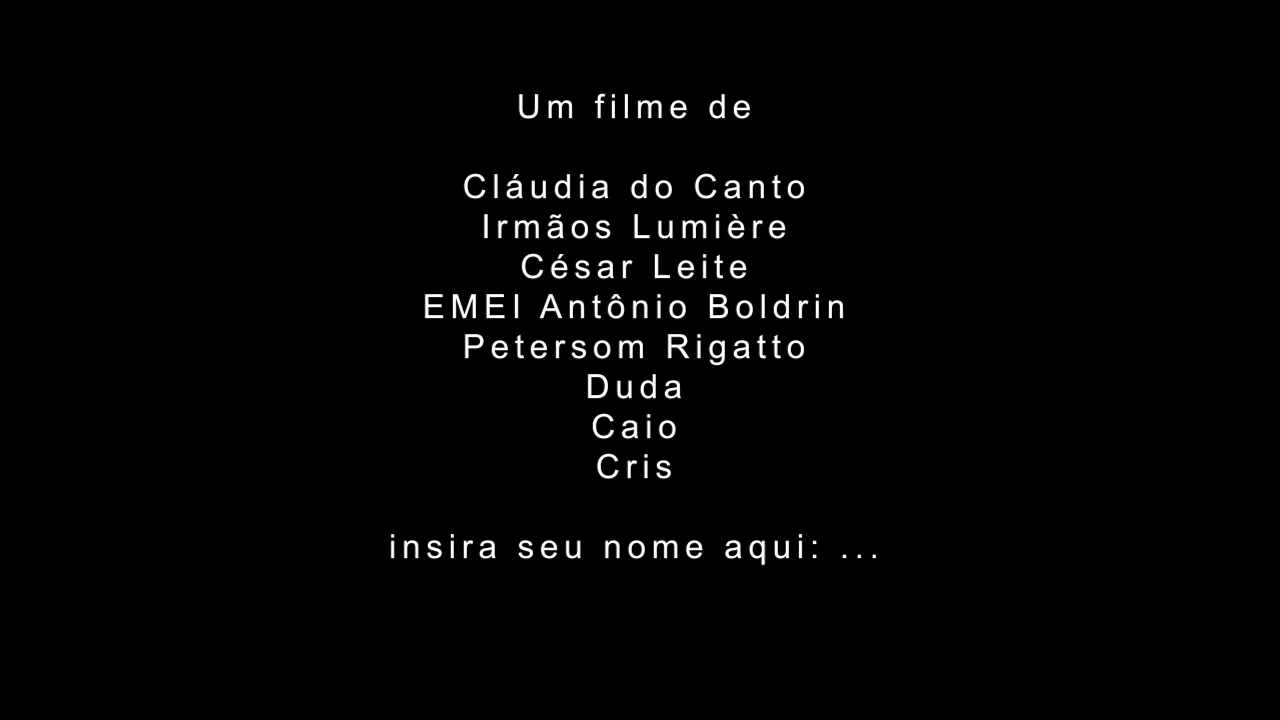 Um filme de
Cláudia do Canto
Irmãos Lumière
César Leite
EMEI Antônio Boldrin
Petersom Rigatto
Duda
Caio
Cris
insira seu nome aqui: ...